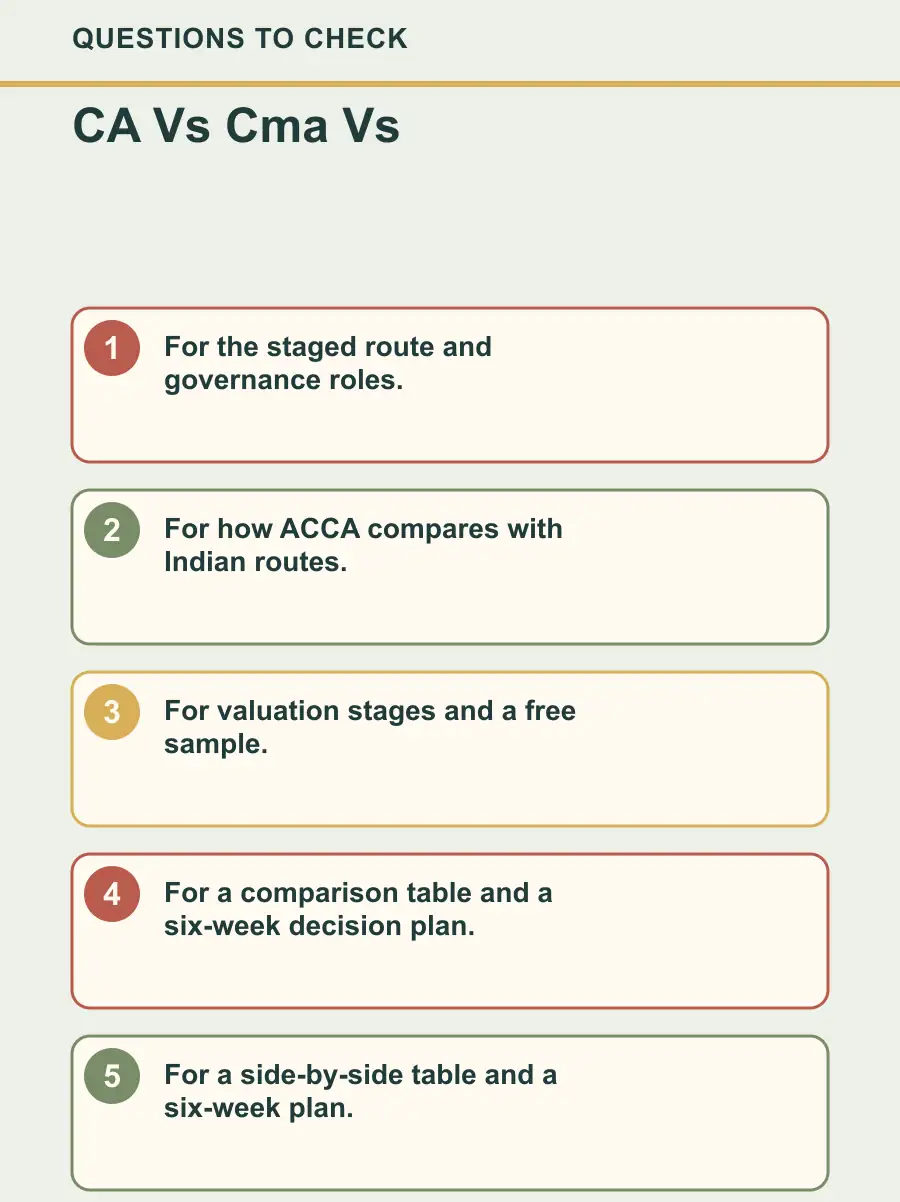 QUESTIONS TO CHECK
CA Vs Cma Vs
1
For the staged route and
governance roles.
2
For how ACCA compares with
Indian routes.
3
For valuation stages and a free
sample.
4
For a comparison table and a
six-week decision plan.
5
For a side-by-side table and a
six-week plan.